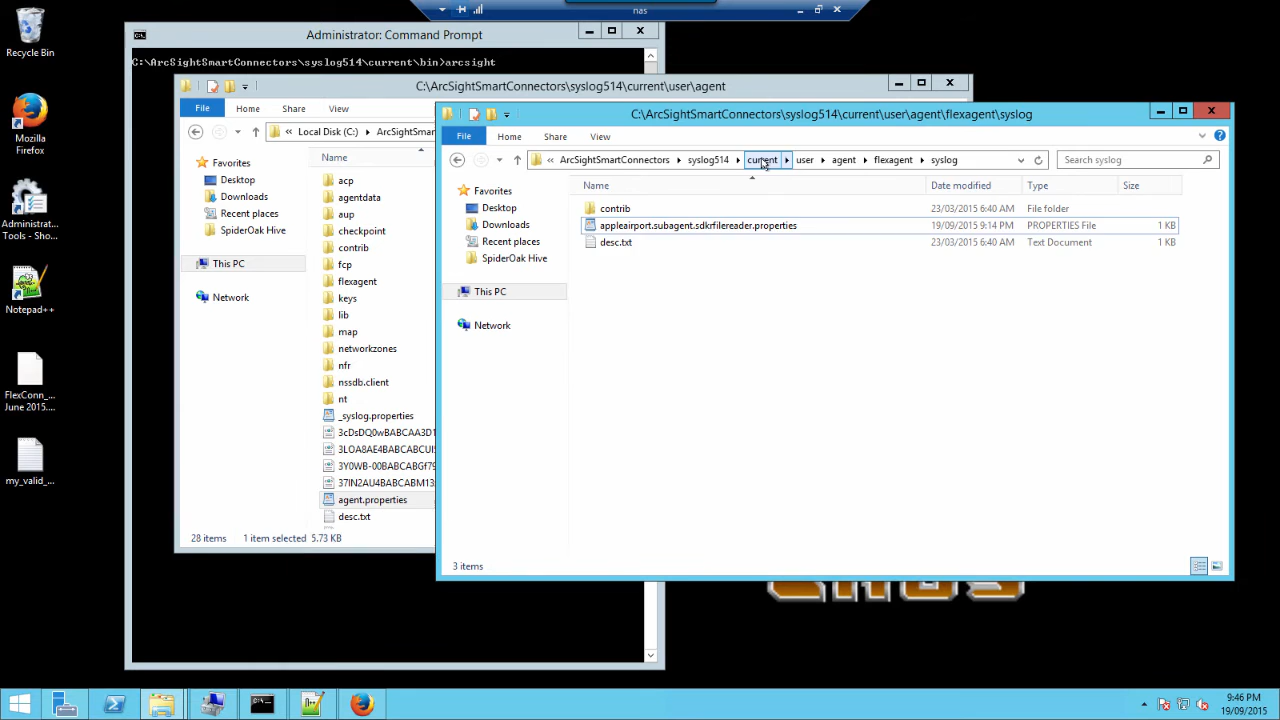 nas
Administrator: Command Prompt
C:\ArcSightSmartConnectors\syslog514\current\bin>arcsight
C:\ArcSightSmartConnectors\syslog514\current\user\agent
File Home Share View
« Local Disk (C:) ArcSightSmar
Favorites
Desktop
Downloads
Recent places
SpiderOak Hive
This PC
Network
Name
acp
agentdata
aup
checkpoint
contrib
fcp
flexagent
keys
lib
map
networkzones
nfr
nssdb.client
nt
_syslog.properties
3cDsDQ0wBABCAA3D1
3LOA8AE4BABCABCUI
3Y0WB-00BABCABGf79
agent.properties
desc.txt
28 items 1 item selected 5.73 KB
C:\ArcSightSmartConnectors\syslog514\current\user\agent\flexagent\syslog
File Home Share View
« ArcSightSmartConnectors syslog514 current user agent flexagent syslog
Search syslog
Favorites
Desktop
Downloads
Recent places
SpiderOak Hive
This PC
Network
Name Date modified Type Size
contrib 23/03/2015 6:40 AM File folder
appleairport.subagent.sdkrfilereader.properties 19/09/2015 9:14 PM PROPERTIES File 1 KB
desc.txt 23/03/2015 6:40 AM Text Document 1 KB
3 items
Recycle Bin
Mozilla
Firefox
Administrat...
Tools - Sho...
Notepad++
FlexConn_...
June 2015....
my_valid_...
9:46 PM
19/09/2015